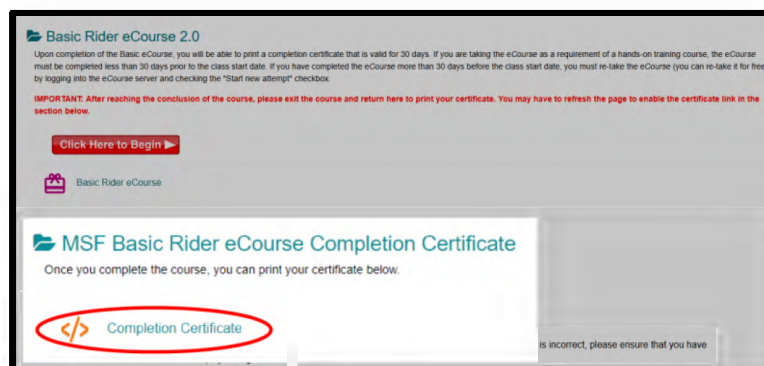 Basic Rider eCourse 2.0
Upon completion of the Basic eCourse, you will be able to print a completion certificate that is valid for 30 days. If you are taking the eCourse as a requirement of a hands-on training course, the eCourse
must be completed less than 30 days prior to the class start date. If you have completed the eCourse more than 30 days before the class start date, you must re-take the eCourse (you can re-take it for free
by logging into the eCourse server and checking the "Start new attempt" checkbox.
IMPORTANT: After reaching the conclusion of the course, please exit the course and return here to print your certificate. You may have to refresh the page to enable the certificate link in the
section below.
Click Here to Begin
Basic Rider eCourse
MSF Basic Rider eCourse Completion Certificate
Once you complete the course, you can print your certificate below.
</> Completion Certificate
is incorrect, please ensure that you have